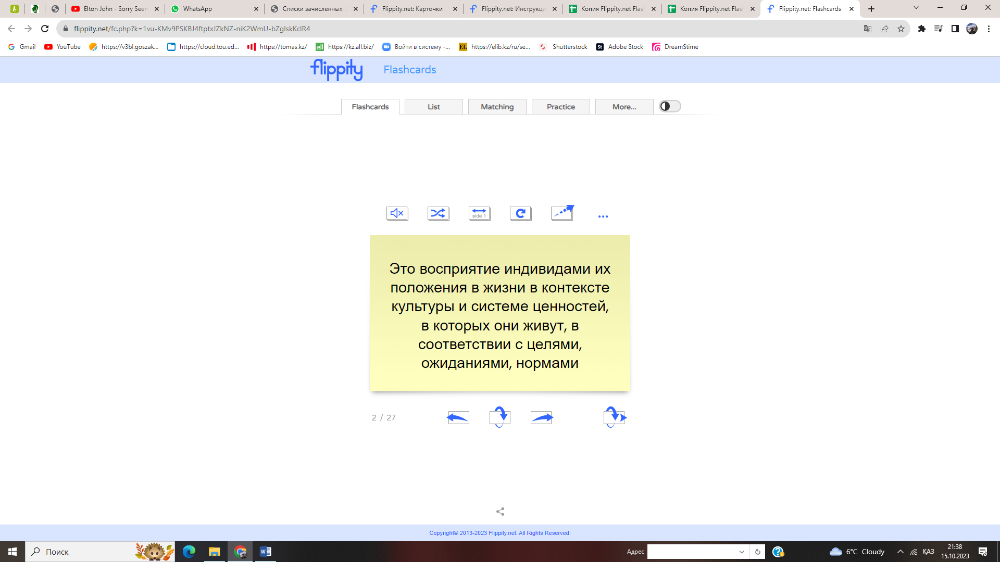 Elton John - Sorry Seem
WhatsApp
Списки зачисленных.
Flippity.net: Карточки
Flippity.net: Инструкци
Копия Flippity.net Flas
Копия Flippity.net Flas
Flippity.net: Flashcards
flippity.net/fc.php?k=1vu-KMv9PSKBJ4ftptxJZkNZ-niK2WmU-bZgIskKclR4
Gmail
YouTube
https://v3bl.goszak...
https://cloud.tou.ed...
https://tomas.kz/
all
https://kz.all.biz/
Войти в систему -...
EL
https://elib.kz/ru/se...
Shutterstock
St
Adobe Stock
DreamStime
flippity
Flashcards
Flashcards
List
Matching
Practice
More...
side 1
Это восприятие индивидами их
положения в жизни в контексте
культуры и системе ценностей,
в которых они живут, в
соответствии с целями,
ожиданиями, нормами
2 / 27
Copyright© 2013-2023 Flippity.net. All Rights Reserved.
Поиск
Адрес
6°C Cloudy
ҚАЗ
21:38
15.10.2023